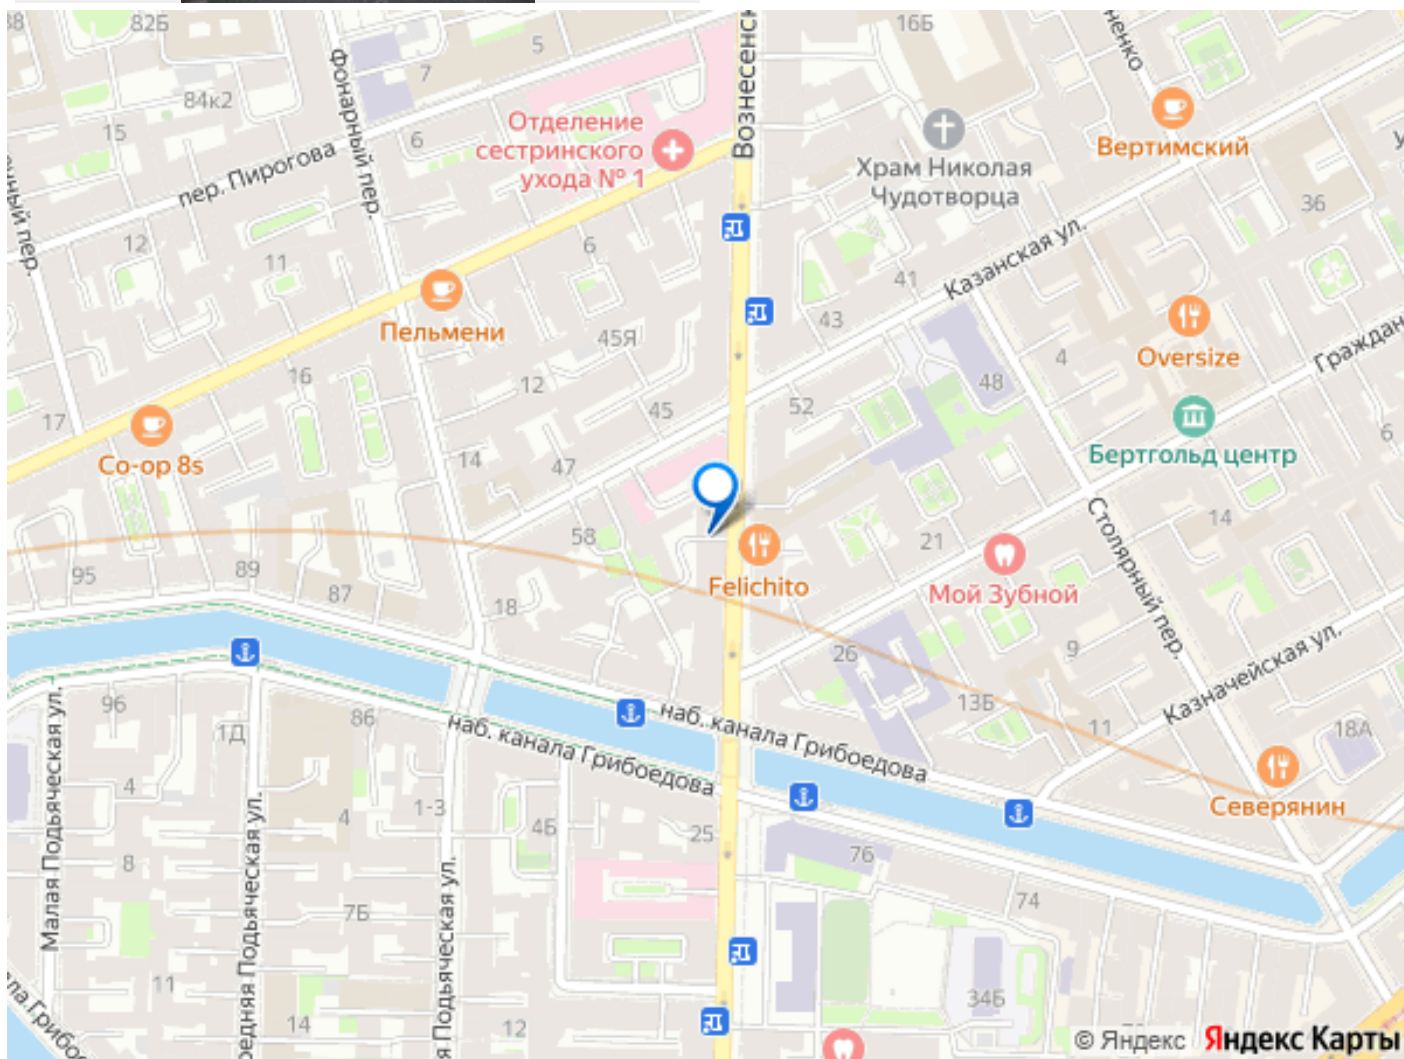 82Б
5
16Б
ненко
7
Фонарный пер.
84к2
Вознесенск
15
6
Отделение
сестринского
ухода № 1
Вертимский
Храм Николая
Чудотворца
пер. Пирогова
36
12
11
6
41
Казанская ул.
Пельмени
45Я
43
4
Oversize
Граждан
16
12
48
17
45
52
6
Co-op 8s
14
47
Бертгольд центр
58
21
14
Столярный пер.
95
89
87
Felichito
Мой Зубной
18
26
9
13Б
Казначейская ул.
11
96
1Д
86
наб. канала Грибоедова
наб. канала Грибоедова
18А
Малая Подьяческая ул.
4
4
1-3
4Б
25
Северянин
8
76
7Б
74
11
редняя Подьяческая ул.
я Подьяческая ул.
14
12
34Б
© Яндекс Яндекс Карты